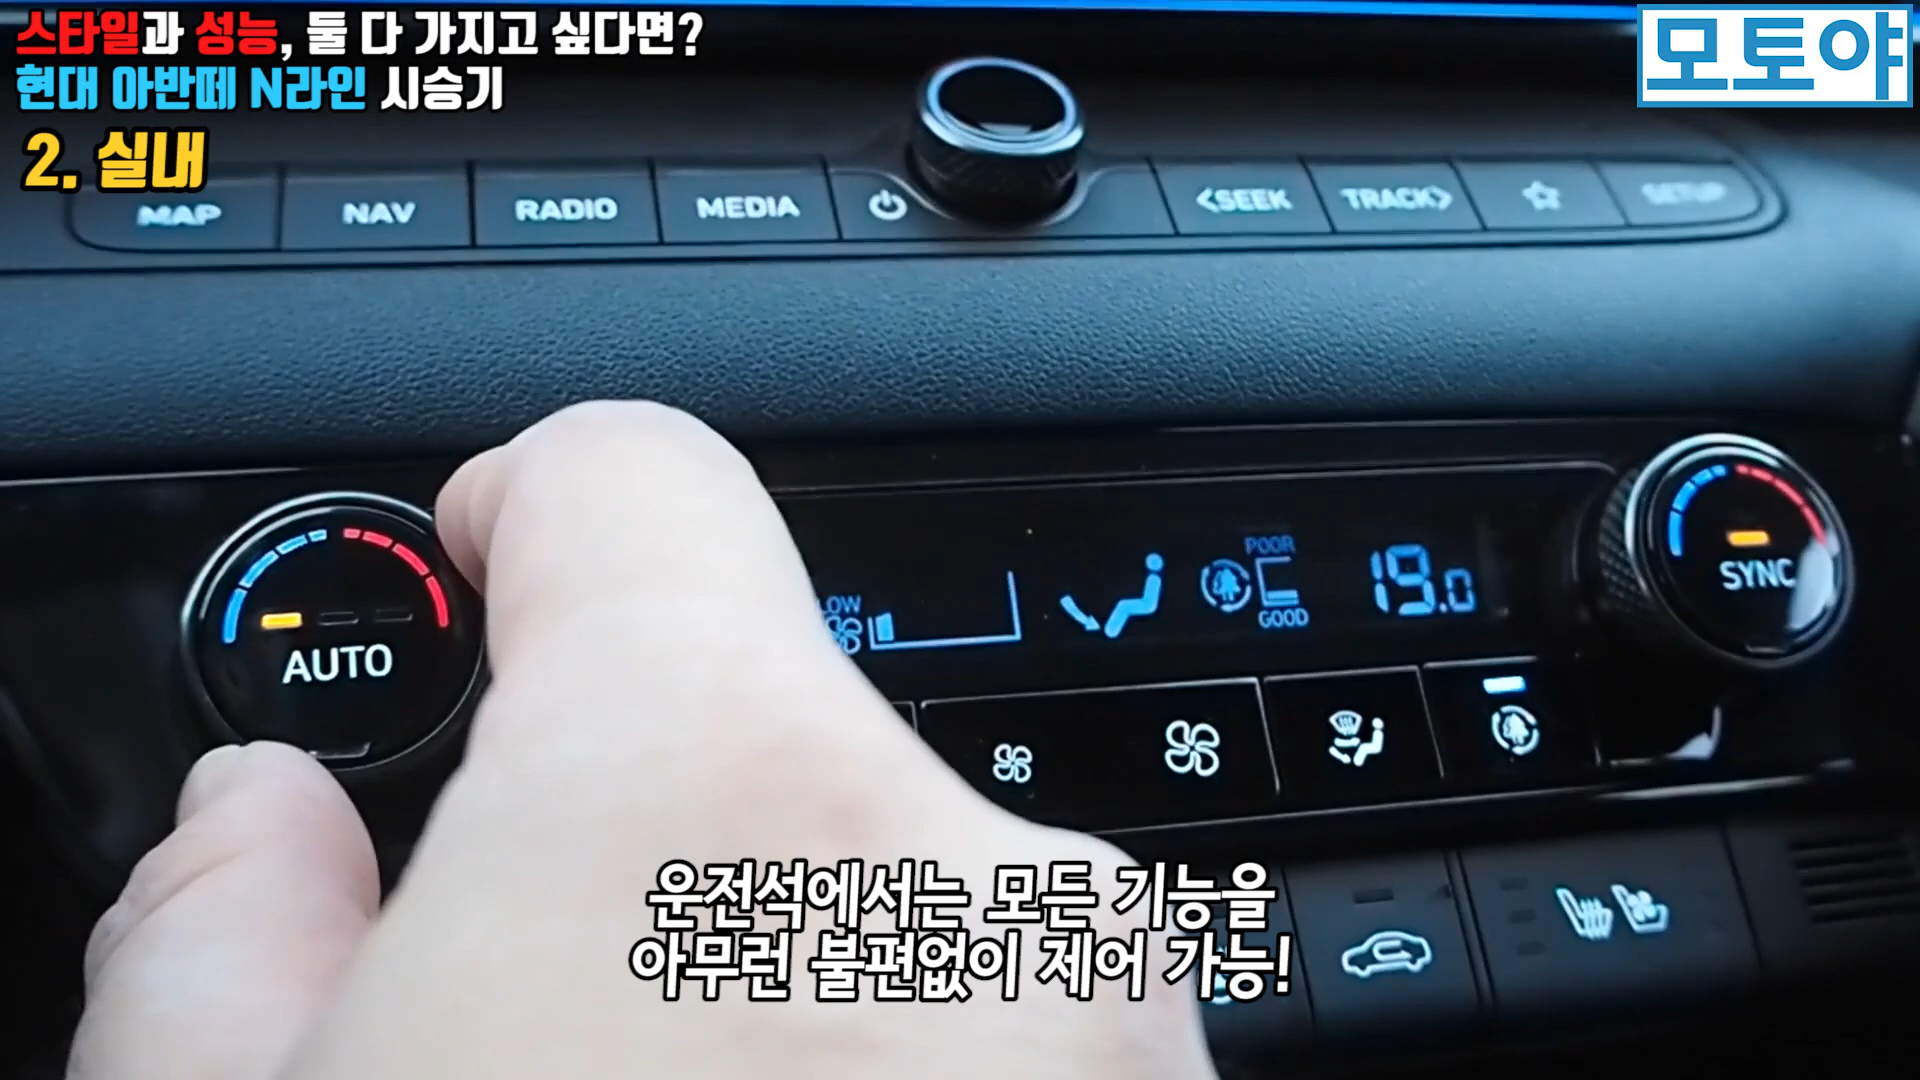 스타일과 성능, 둘 다 가지고 싶다면?
현대 아반떼 N라인 시승기
2. 실내
모토야
MAP NAV RADIO MEDIA <SEEK TRACK> SETUP
LOW POOR GOOD 19.0
AUTO SYNC
운전석에서는 모든 기능을
아무런 불편없이 제어 가능!